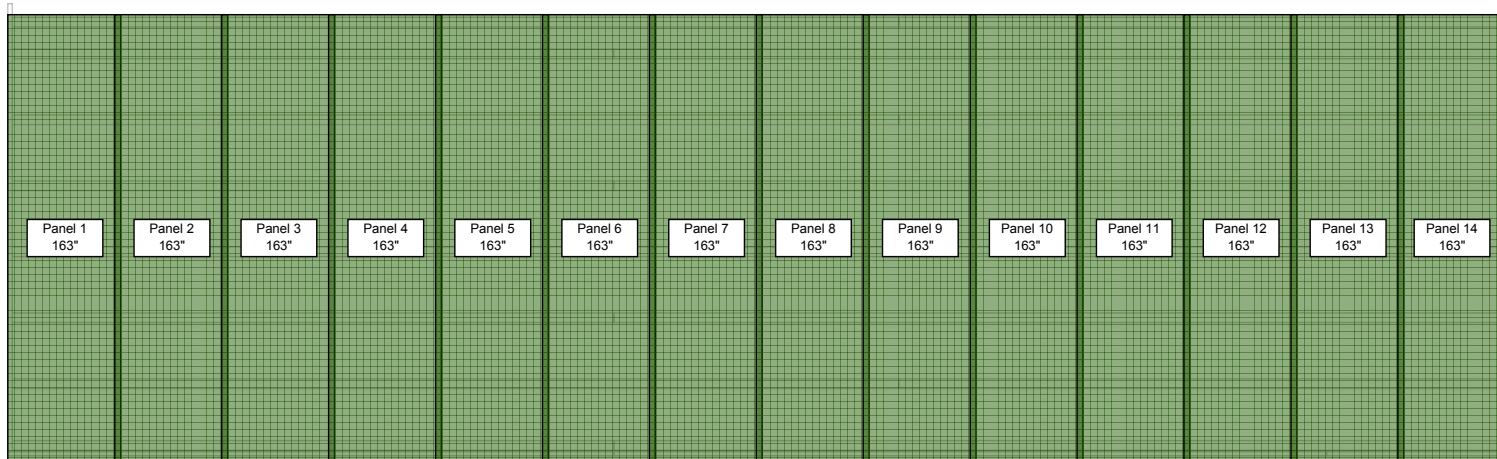 Panel 1
163"
Panel 2
163"
Panel 3
163"
Panel 4
163"
Panel 5
163"
Panel 6
163"
Panel 7
163"
Panel 8
163"
Panel 9
163"
Panel 10
163"
Panel 11
163"
Panel 12
163"
Panel 13
163"
Panel 14
163"